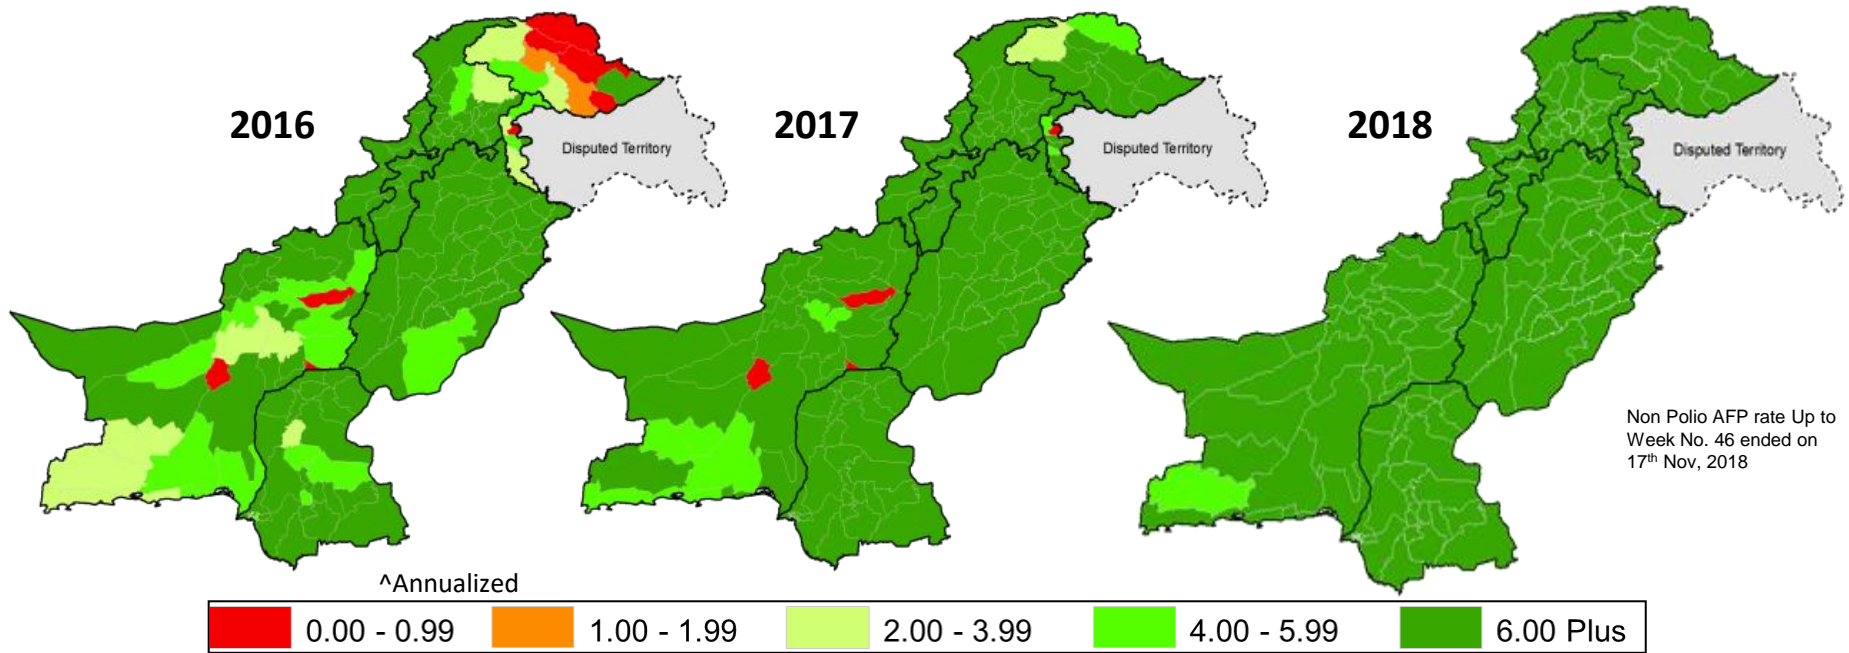 2016
2017
2018
Disputed Territory
Disputed Territory
Disputed Territory
Non Polio AFP rate Up to
Week No. 46 ended on
17th Nov, 2018
^Annualized
0.00 - 0.99
1.00 - 1.99
2.00 - 3.99
4.00 - 5.99
6.00 Plus